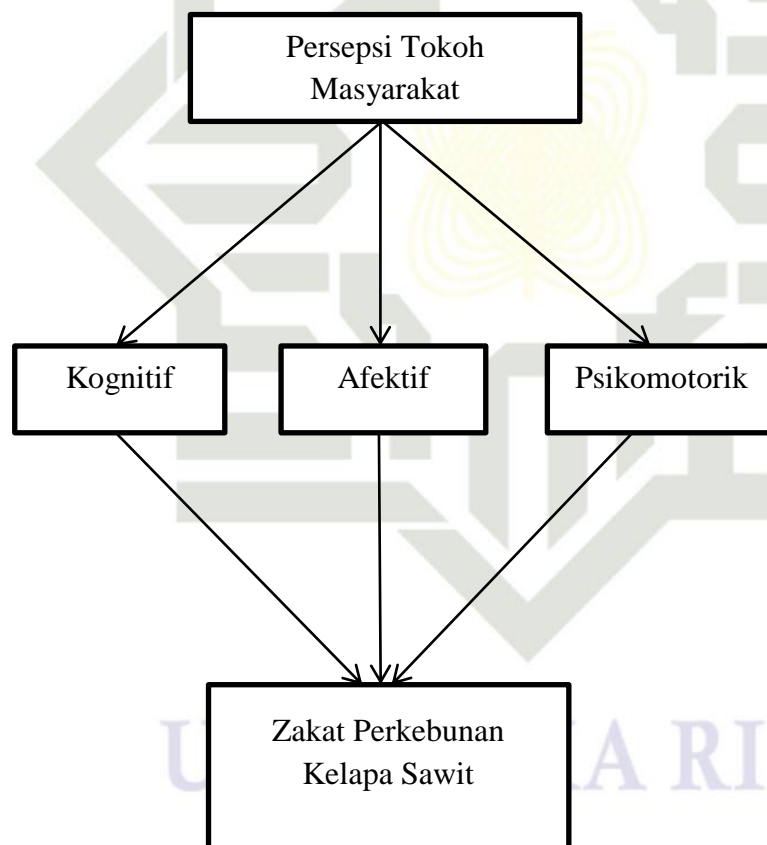 Persepsi Tokoh
Masyarakat
Kognitif
Afektif
Psikomotorik
Zakat Perkebunan
Kelapa Sawit